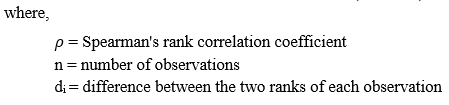 where,
ρ = Spearman's rank correlation coefficient
n = number of observations
dᵢ = difference between the two ranks of each observation